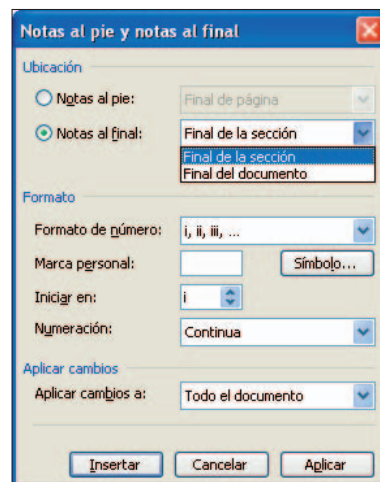 Notas al pie y notas al final
Ubicación
Notas al pie: Final de página
Notas al final: Final de la sección
Final de la sección
Final del documento
Formato
Formato de número: i, ii, iii, ...
Marca personal: Símbolo...
Iniciar en: i
Numeración: Continua
Aplicar cambios
Aplicar cambios a: Todo el documento
Insertar Cancelar Aplicar